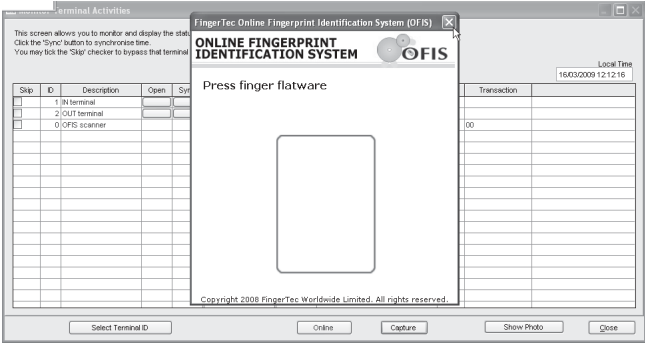 Monitor Terminal Activities
This screen allows you to monitor and display the statu
Click the 'Sync' button to synchronise time.
You may tick the 'Skip' checker to bypass that terminal
Local Time
16/03/2009 12:12:16
Skip ID Description Open Syn Transaction
1 IN terminal
2 OUT terminal
0 OFIS scanner 00
FingerTec Online Fingerprint Identification System (OFIS)
ONLINE FINGERPRINT
IDENTIFICATION SYSTEM OFIS
Press finger flatware
Copyright 2008 FingerTec Worldwide Limited. All rights reserved.
Select Terminal ID Online Capture Show Photo Close